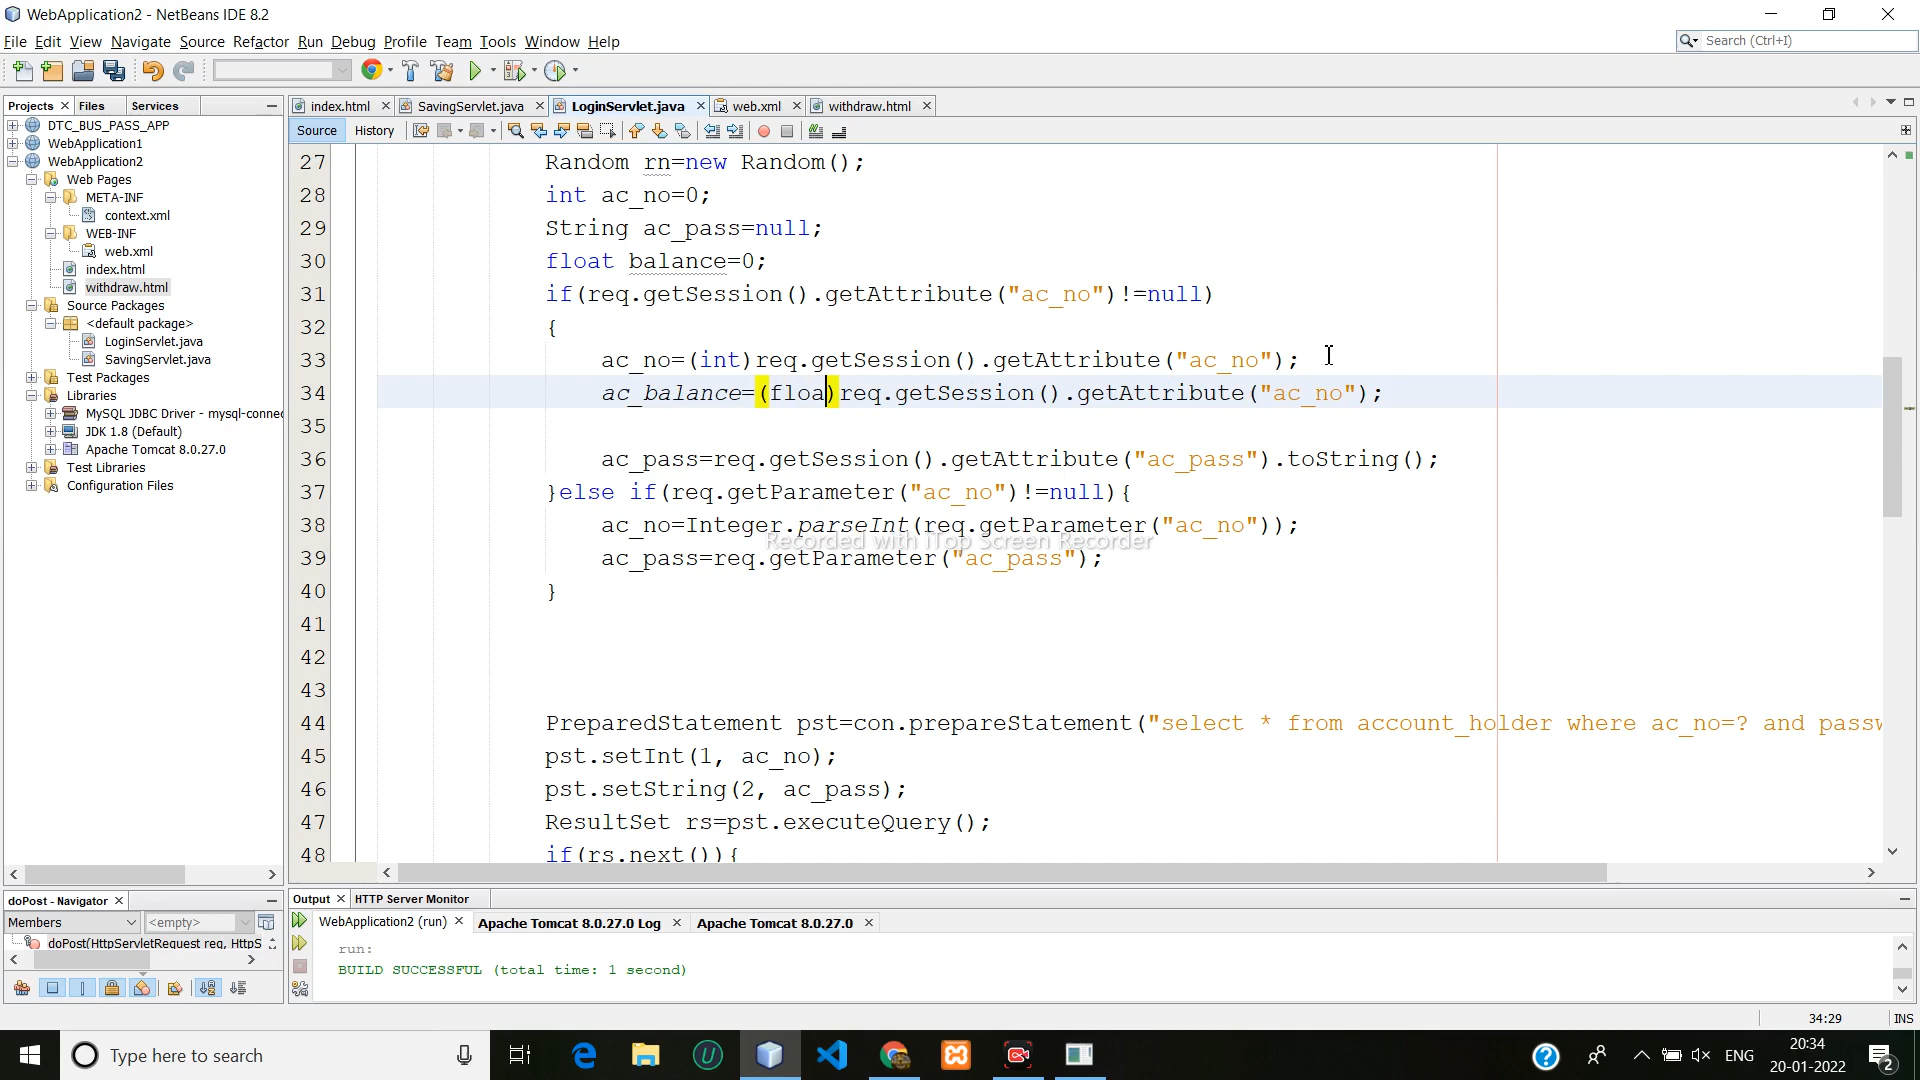 WebApplication2 - NetBeans IDE 8.2
File Edit View Navigate Source Refactor Run Debug Profile Team Tools Window Help
Search (Ctrl+I)
Projects Files Services
index.html SavingServlet.java LoginServlet.java web.xml withdraw.html
Source History
DTC_BUS_PASS_APP
WebApplication1
WebApplication2
Web Pages
META-INF
context.xml
WEB-INF
web.xml
index.html
withdraw.html
Source Packages
<default package>
LoginServlet.java
SavingServlet.java
Test Packages
Libraries
MySQL JDBC Driver - mysql-connec
JDK 1.8 (Default)
Apache Tomcat 8.0.27.0
Test Libraries
Configuration Files
27 Random rn=new Random();
28 int ac_no=0;
29 String ac_pass=null;
30 float balance=0;
31 if(req.getSession().getAttribute("ac_no")!=null)
32 {
33 ac_no=(int)req.getSession().getAttribute("ac_no");
34 ac_balance=(floa)req.getSession().getAttribute("ac_no");
35
36 ac_pass=req.getSession().getAttribute("ac_pass").toString();
37 }else if(req.getParameter("ac_no")!=null){
38 ac_no=Integer.parseInt(req.getParameter("ac_no"));
Recorded with iTop Screen Recorder
39 ac_pass=req.getParameter("ac_pass");
40 }
41
42
43
44 PreparedStatement pst=con.prepareStatement("select * from account_holder where ac_no=? and passw
45 pst.setInt(1, ac_no);
46 pst.setString(2, ac_pass);
47 ResultSet rs=pst.executeQuery();
48 if(rs.next()){
doPost - Navigator
Members <empty>
doPost(HttpServletRequest req, HttpS
Output HTTP Server Monitor
WebApplication2 (run) Apache Tomcat 8.0.27.0 Log Apache Tomcat 8.0.27.0
run:
BUILD SUCCESSFUL (total time: 1 second)
34:29 INS
Type here to search
ENG
20:34
20-01-2022
2